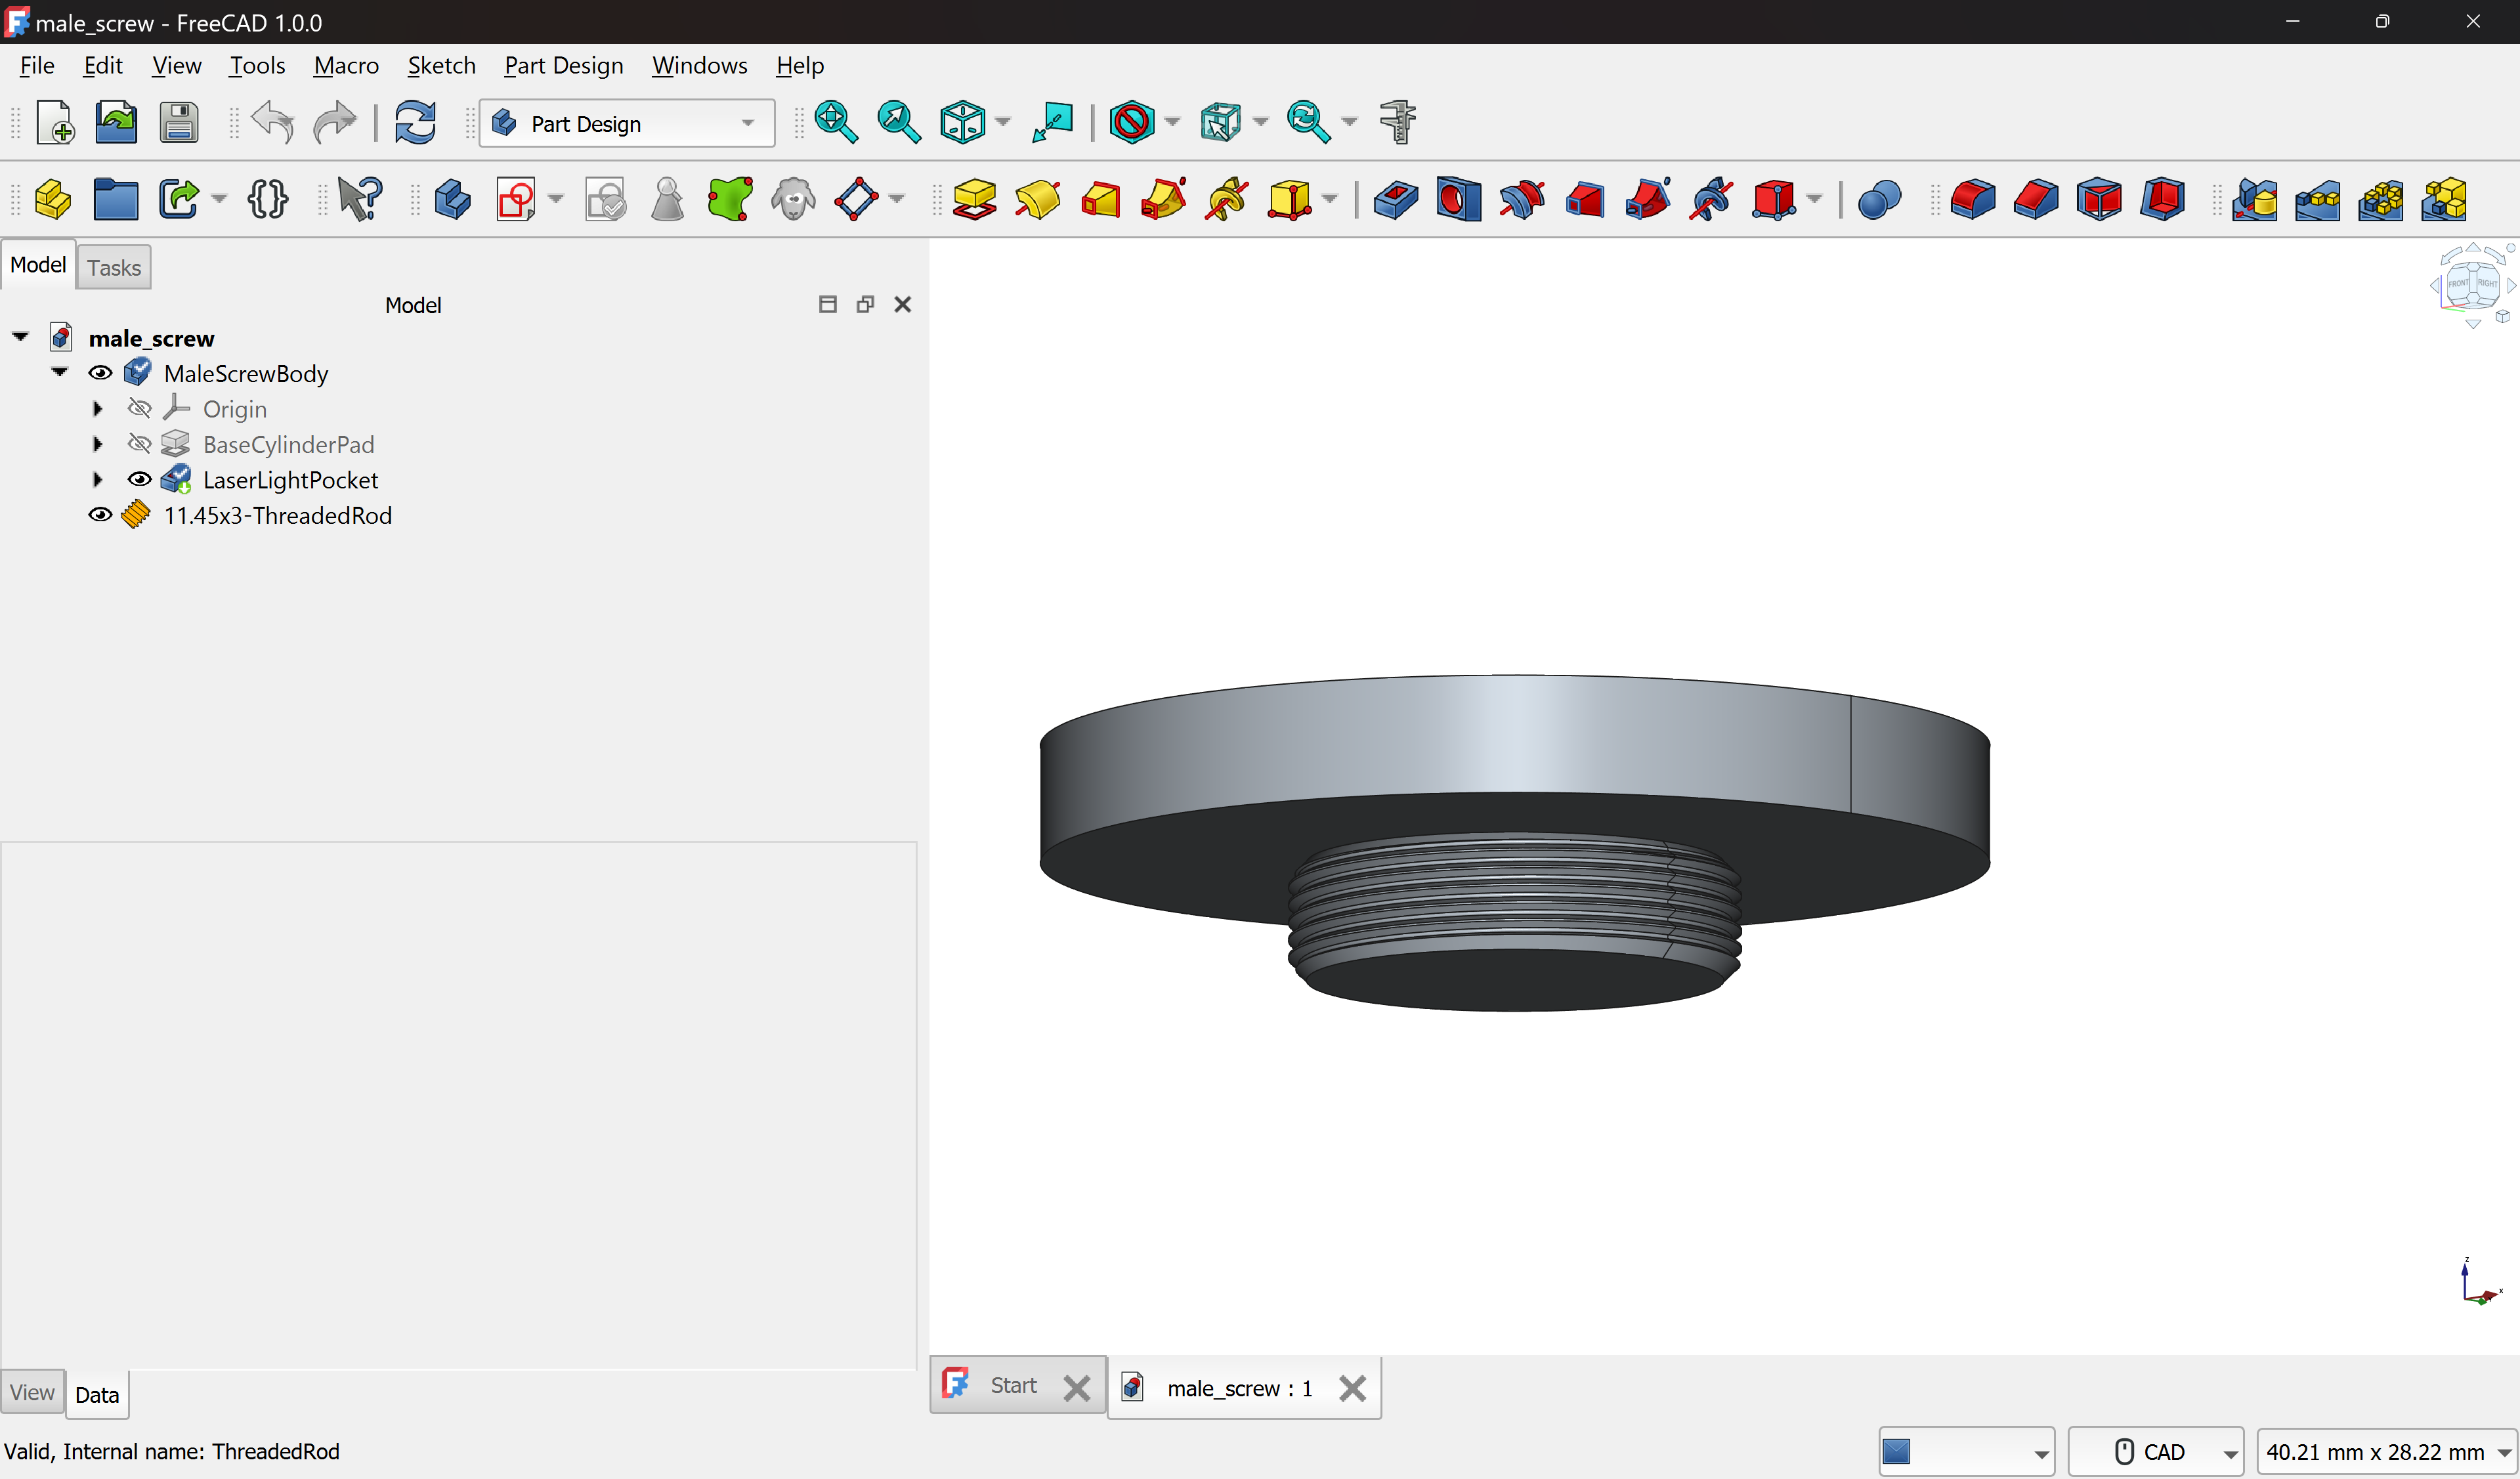 male_screw - FreeCAD 1.0.0
File Edit View Tools Macro Sketch Part Design Windows Help
Part Design
Model Tasks
Model
male_screw
MaleScrewBody
Origin
BaseCylinderPad
LaserLightPocket
11.45x3-ThreadedRod
FRONT RIGHT
z
x
View Data
Start male_screw : 1
Valid, Internal name: ThreadedRod
CAD
40.21 mm x 28.22 mm